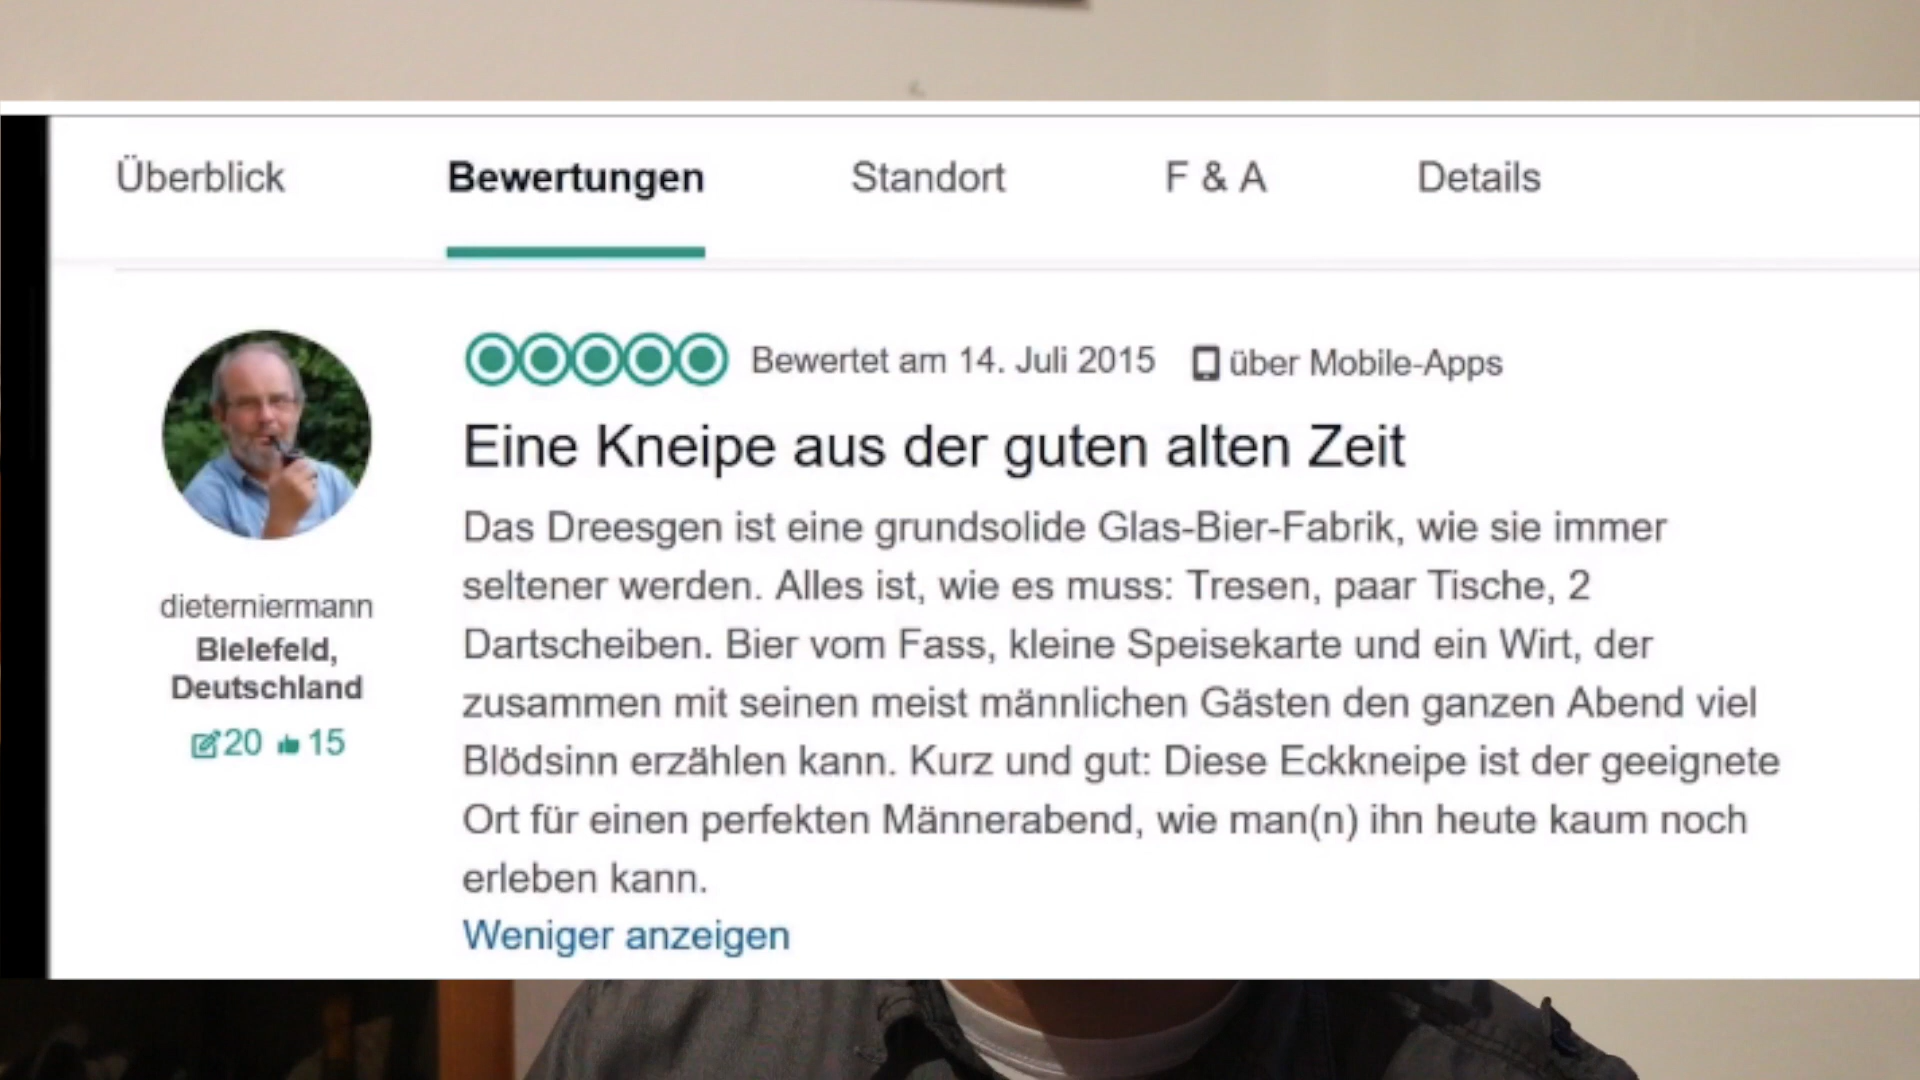 Überblick Bewertungen Standort F & A Details
Bewertet am 14. Juli 2015 über Mobile-Apps
Eine Kneipe aus der guten alten Zeit
Das Dreesgen ist eine grundsolide Glas-Bier-Fabrik, wie sie immer
seltener werden. Alles ist, wie es muss: Tresen, paar Tische, 2
Dartscheiben. Bier vom Fass, kleine Speisekarte und ein Wirt, der
zusammen mit seinen meist männlichen Gästen den ganzen Abend viel
Blödsinn erzählen kann. Kurz und gut: Diese Eckkneipe ist der geeignete
Ort für einen perfekten Männerabend, wie man(n) ihn heute kaum noch
erleben kann.
Weniger anzeigen
dieterniermann
Bielefeld,
Deutschland
20 15